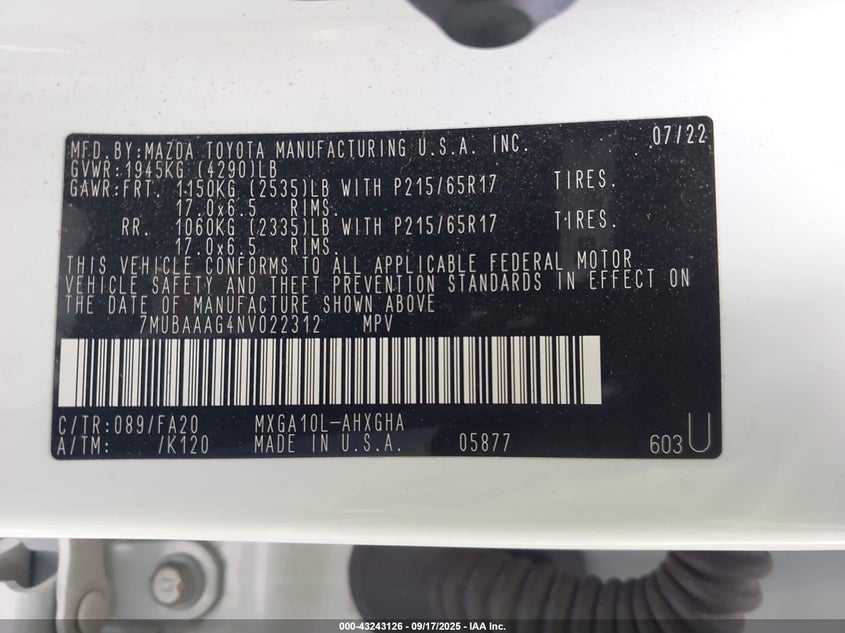 MFD.BY:MAZDA TOYOTA MANUFACTURING U.S.A. INC. 07/22
GVWR:1945KG (4290)LB
GAWR:FRT. 1150KG (2535)LB WITH P215/65R17 TIRES.
17.0x6.5 RIMS.
RR. 1060KG (2335)LB WITH P215/65R17 TIRES.
17.0x6.5 RIMS.
THIS VEHICLE CONFORMS TO ALL APPLICABLE FEDERAL MOTOR
VEHICLE SAFETY AND THEFT PREVENTION STANDARDS IN EFFECT ON
THE DATE OF MANUFACTURE SHOWN ABOVE
7MUBAAAG4NV022312 MPV
C/TR:089/FA20 MXGA10L-AHXGHA
A/TM: /K120 MADE IN U.S.A. 05877 603 U
000-43243126 - 09/17/2025 - IAA Inc.